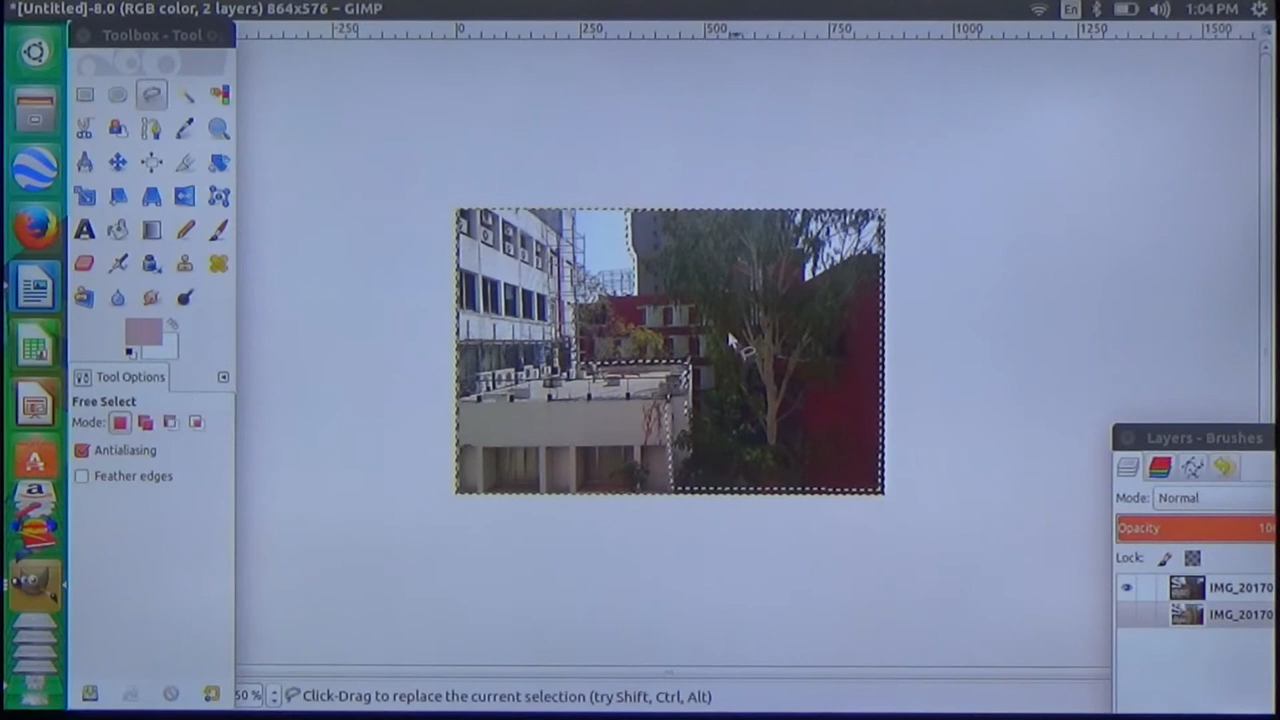 *[Untitled]-8.0 (RGB color, 2 layers) 864x576 – GIMP
En
1:04 PM
Toolbox - Tool
-250
0
250
500
750
1000
1250
1500
Tool Options
Free Select
Mode:
Antialiasing
Feather edges
Layers - Brushes
Mode: Normal
Opacity 10
Lock:
IMG_20170
IMG_20170
50 %
Click-Drag to replace the current selection (try Shift, Ctrl, Alt)